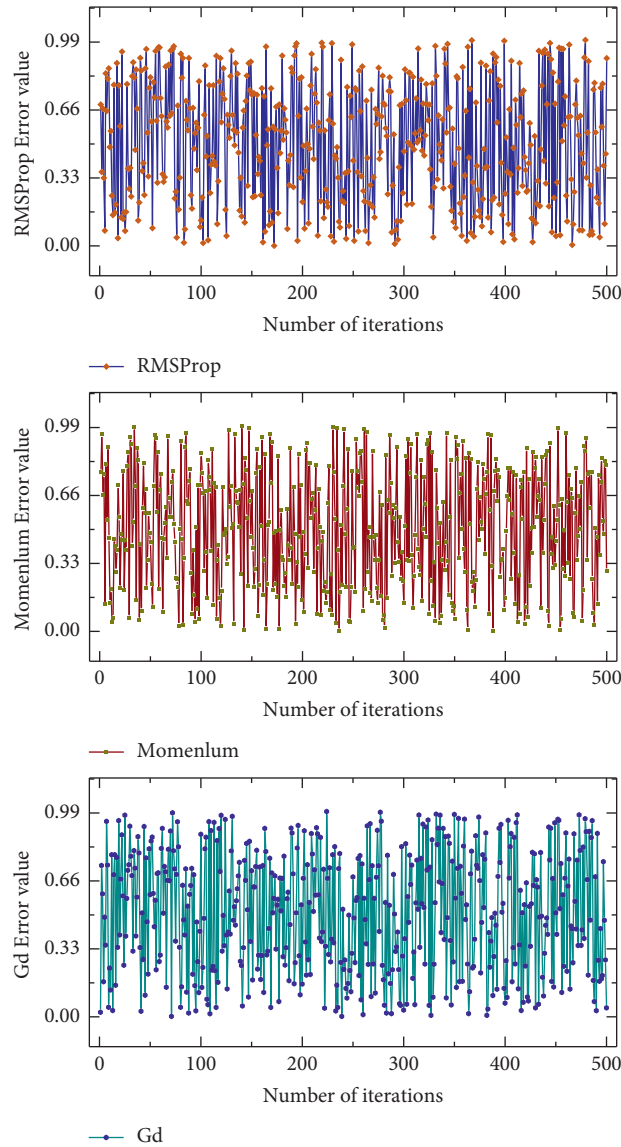 RMSProp Error value
0.99
0.66
0.33
0.00
0 100 200 300 400 500
Number of iterations
RMSProp
Momenlum Error value
0.99
0.66
0.33
0.00
0 100 200 300 400 500
Number of iterations
Momenlum
Gd Error value
0.99
0.66
0.33
0.00
0 100 200 300 400 500
Number of iterations
Gd